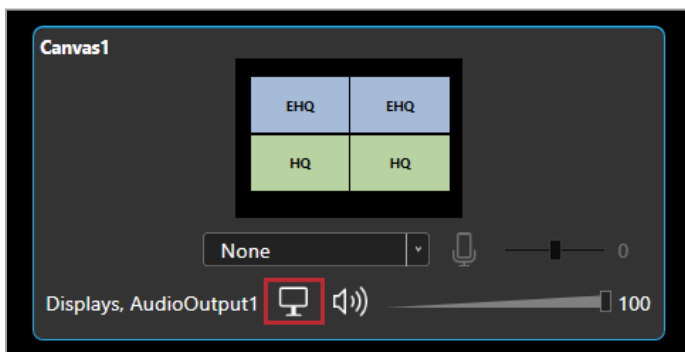 Canvas1
EHQ EHQ
HQ HQ
None 0
Displays, AudioOutput1 100